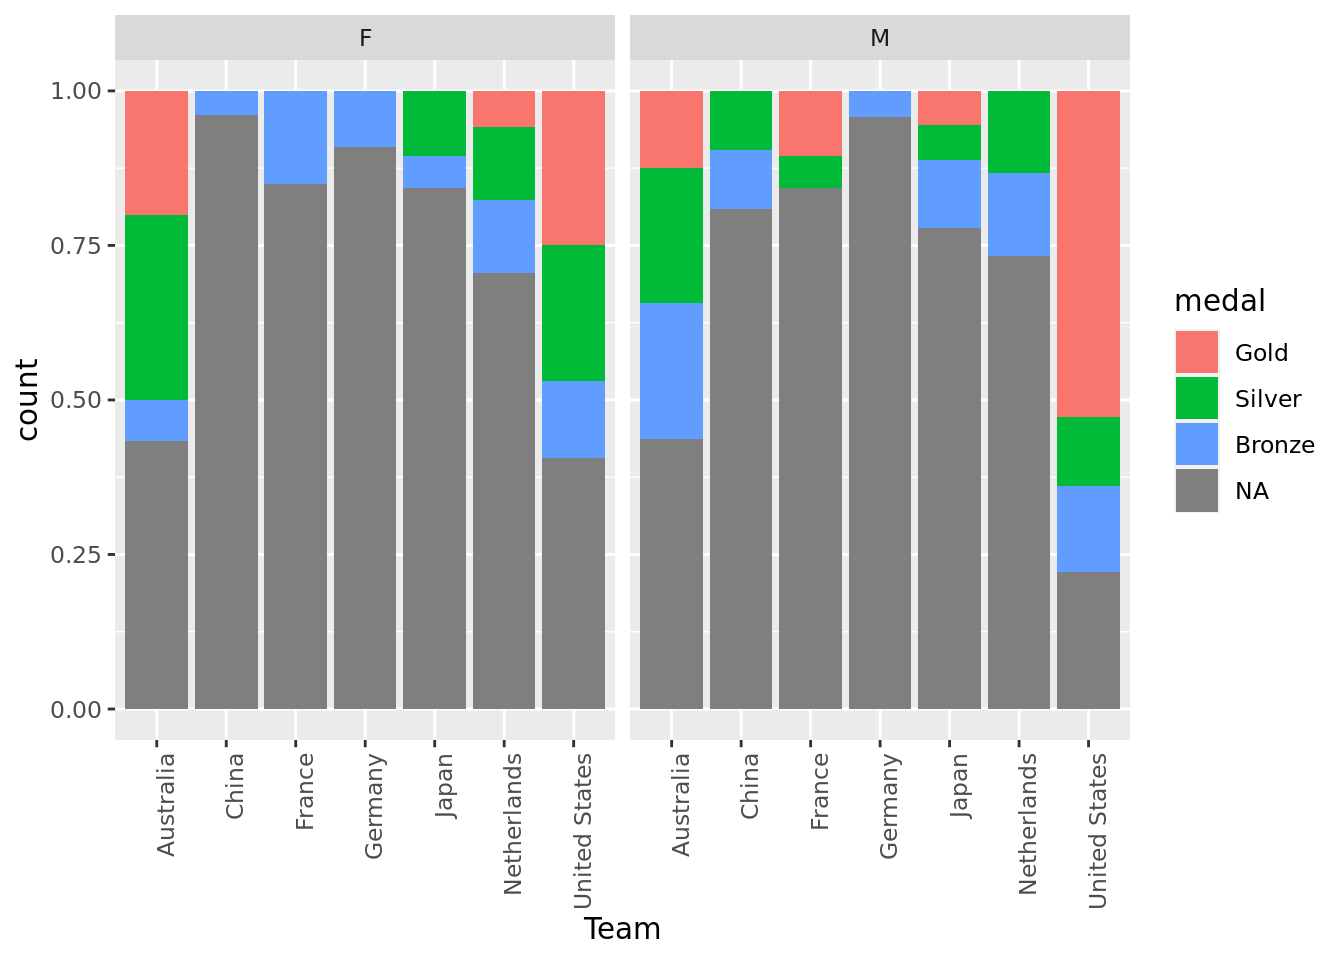 F
M
1.00
0.75
0.50
0.25
0.00
count
Australia
China
France
Germany
Japan
Netherlands
United States
Australia
China
France
Germany
Japan
Netherlands
United States
Team
medal
Gold
Silver
Bronze
NA